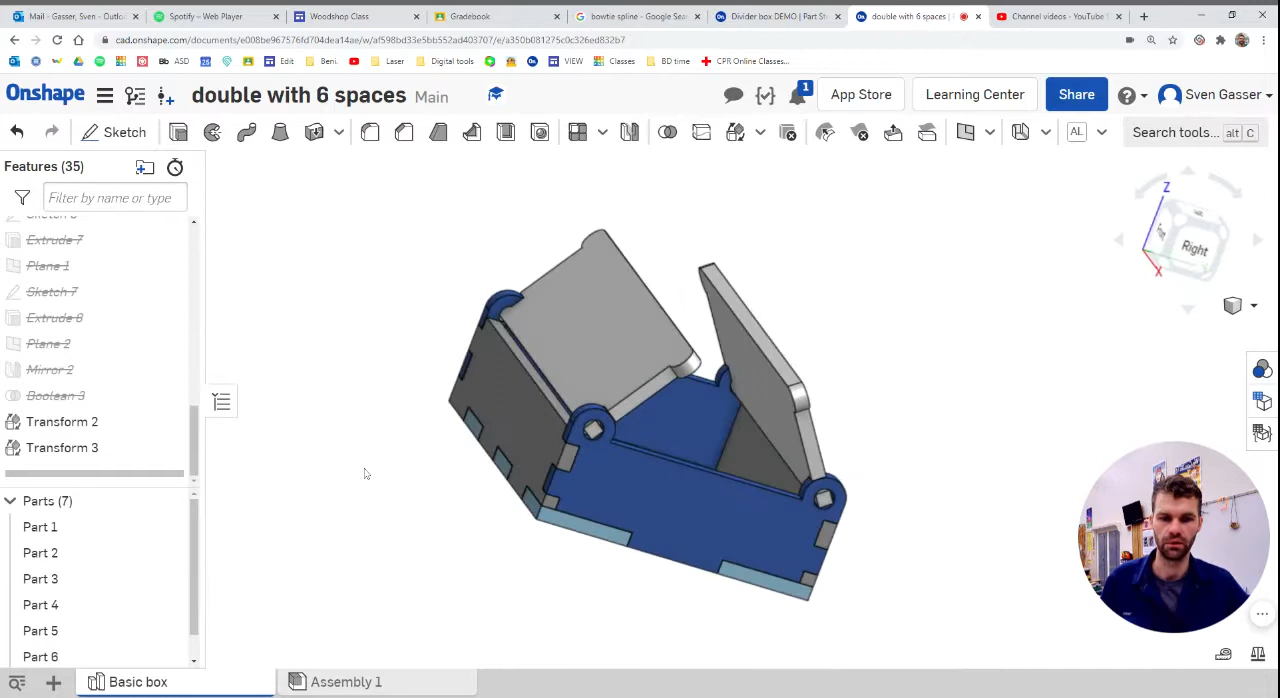 Mail - Gasser, Sven - Outlo
Spotify – Web Player
Woodshop Class
Gradebook
bowtie spline - Google Sea
Divider box DEMO | Part St
double with 6 spaces |
Channel videos - YouTube S
cad.onshape.com/documents/e008be967576fd704dea14ae/w/af598bd33e5bb552ad403707/e/a350b081275c0c326ed832b7
Bb ASD
Edit
Beni.
Laser
Digital tools
VIEW
Classes
BD time
CPR Online Classes...
Onshape
double with 6 spaces Main
1
App Store
Learning Center
Share
Sven Gasser
Sketch
AL
Search tools... alt C
Features (35)
Filter by name or type
Extrude 7
Plane 1
Sketch 7
Extrude 8
Plane 2
Mirror 2
Boolean 3
Transform 2
Transform 3
Parts (7)
Part 1
Part 2
Part 3
Part 4
Part 5
Part 6
Z
Right
X
Basic box
Assembly 1